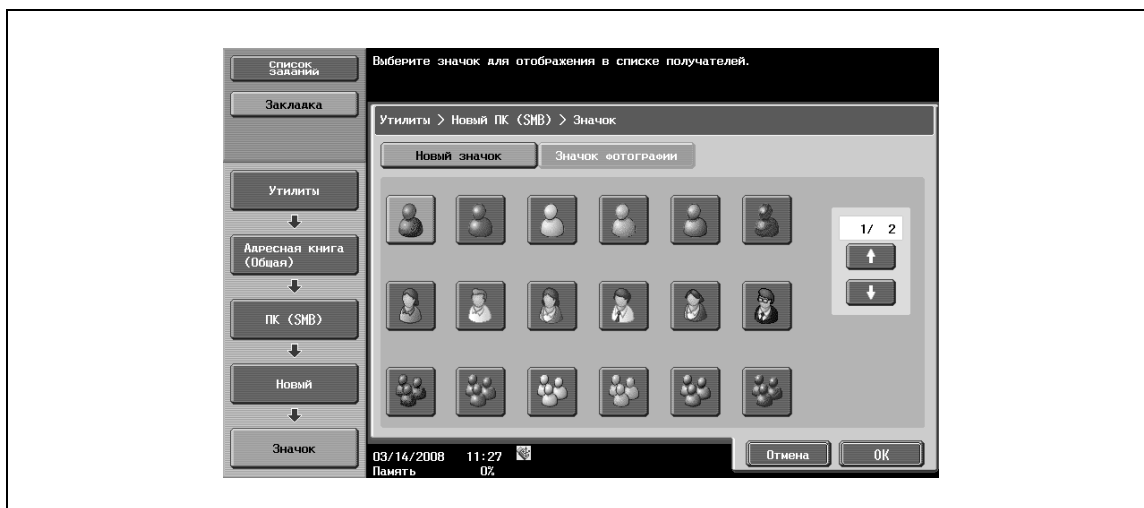 Список
заданий
Закладка
Утилиты
Адресная книга
(Общая)
ПК (SMB)
Новый
Значок
Выберите значок для отображения в списке получателей.
Утилиты > Новый ПК (SMB) > Значок
Новый значок
Значок фотографии
1/ 2
03/14/2008 11:27
Память 0%
Отмена
OK